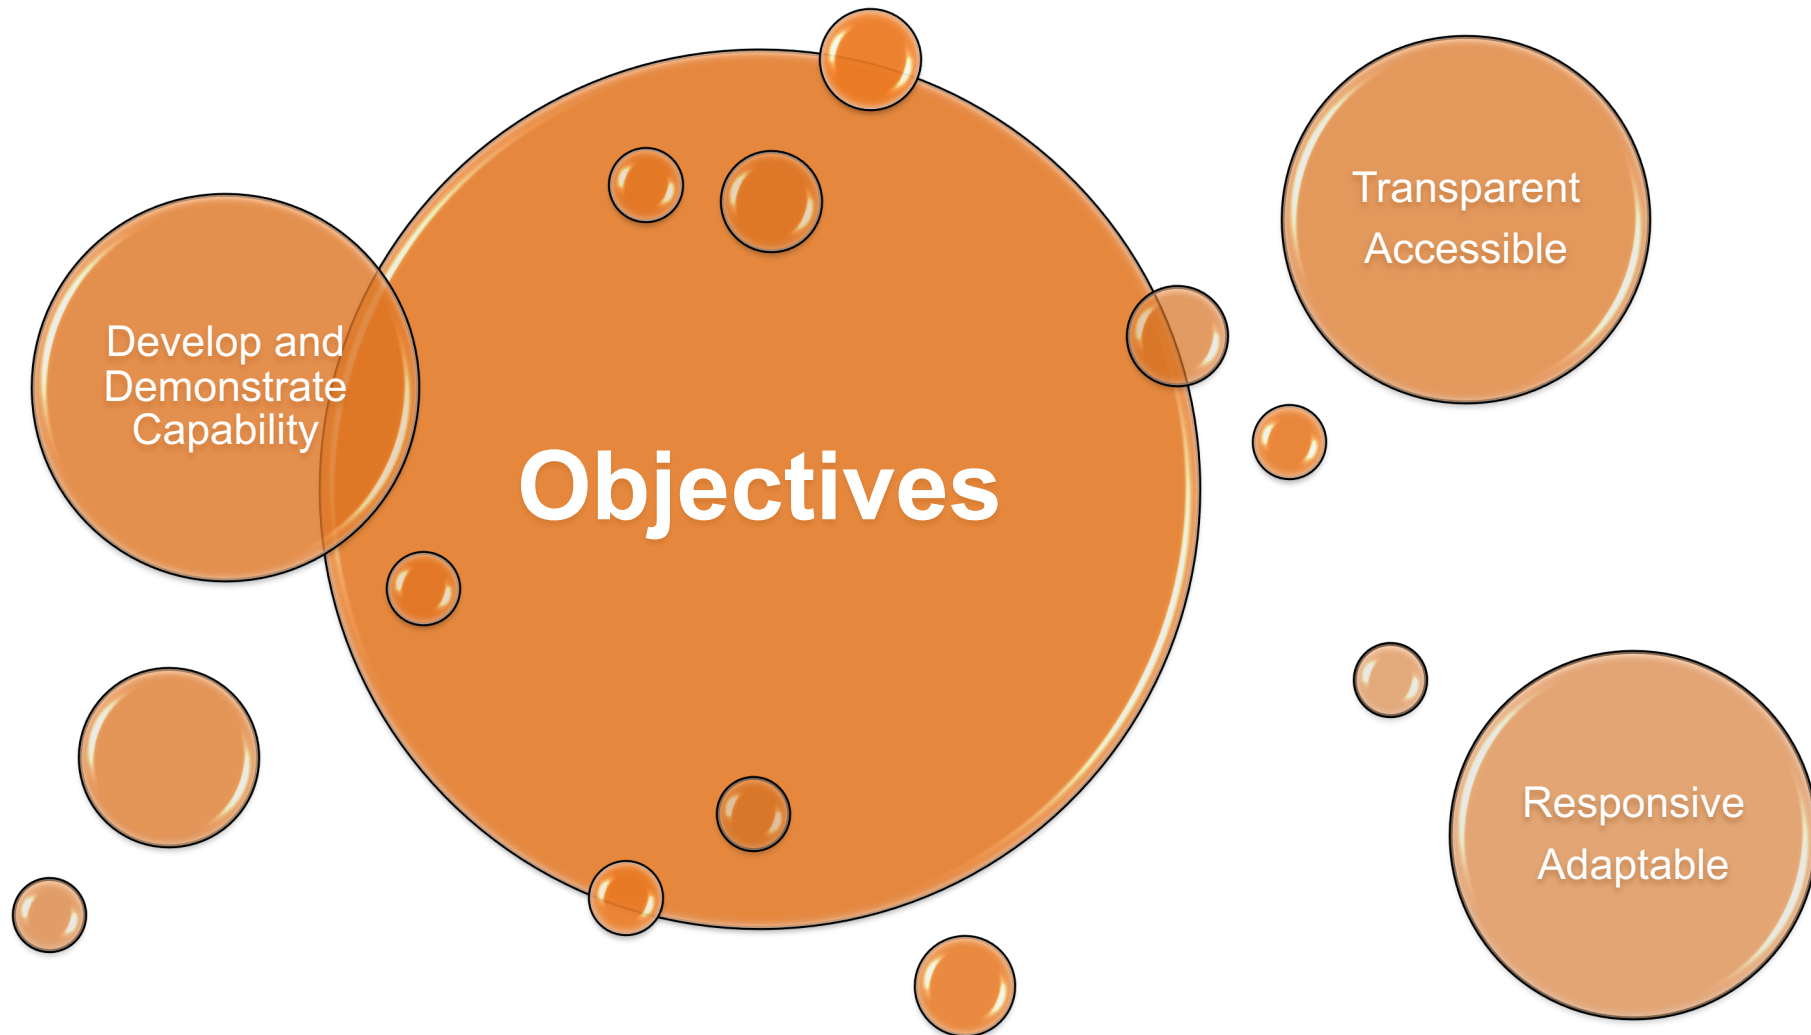 Objectives
Develop and
Demonstrate
Capability
Transparent
Accessible
Responsive
Adaptable